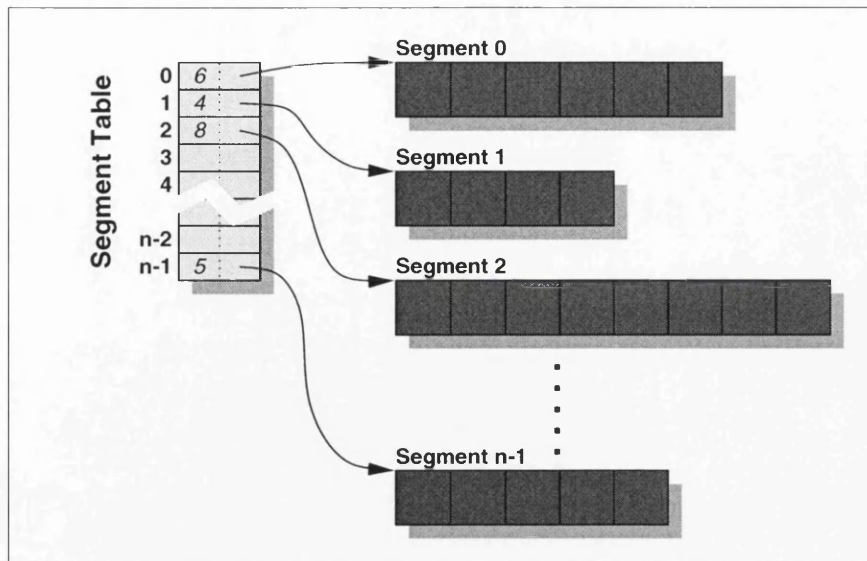 Segment Table
0 6
1 4
2 8
3
4
n-2
n-1 5
Segment 0
Segment 1
Segment 2
Segment n-1